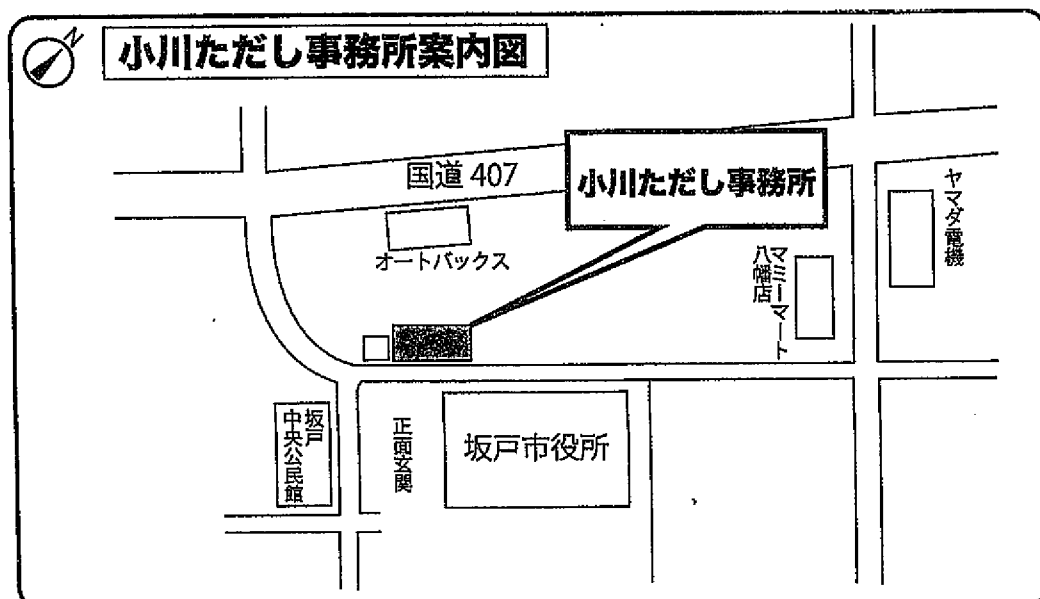 N
小川ただし事務所案内図
国道 407
小川ただし事務所
オートバックス
ヤマダ電機
マミーマート
八幡店
坂戸
中央公民館
正面玄関
坂戸市役所